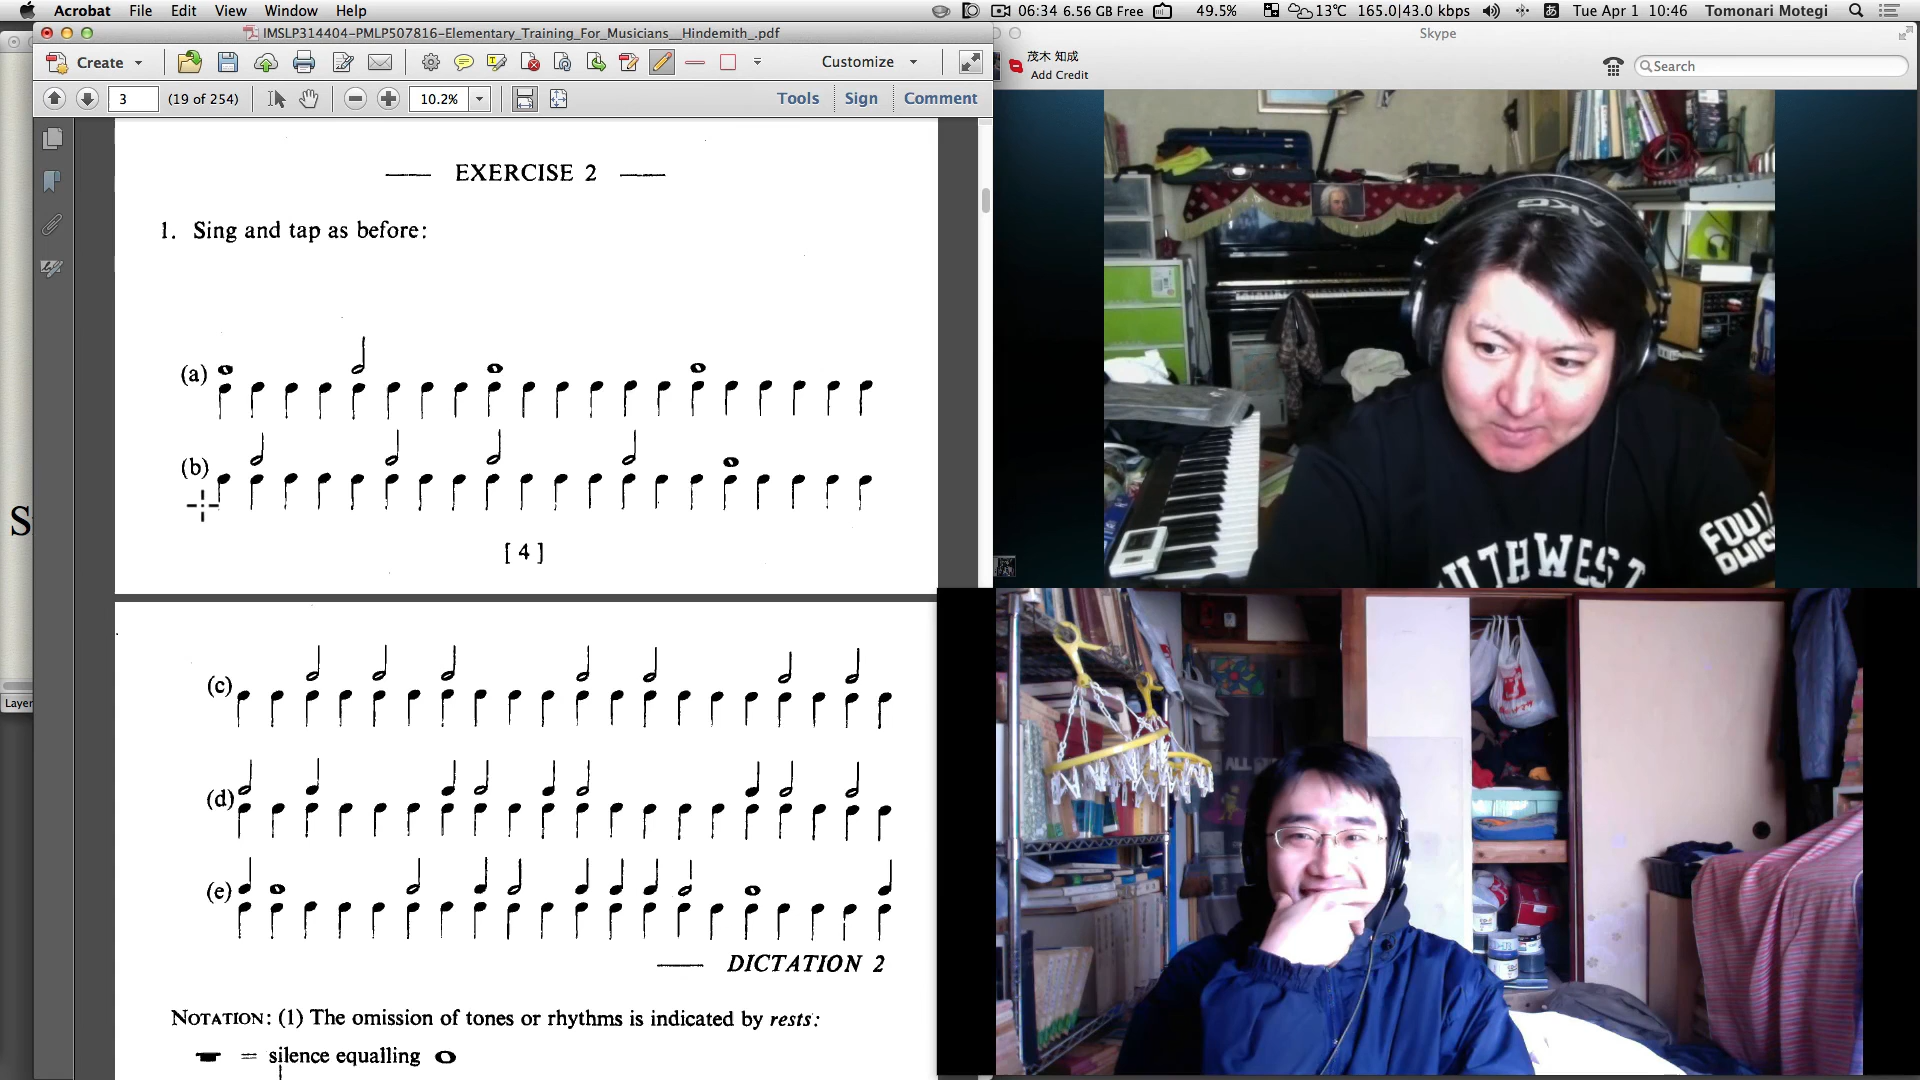 Acrobat File Edit View Window Help
06:34 6.56 GB Free 49.5% 13°C 165.0|43.0 kbps あ Tue Apr 1 10:46 Tomonari Motegi
IMSLP314404-PMLP507816-Elementary_Training_For_Musicians__Hindemith_.pdf
Create
Customize
3 (19 of 254) 10.2%
Tools Sign Comment
Skype
茂木 知成
Add Credit
Search
EXERCISE 2
1. Sing and tap as before:
(a)
(b)
[ 4 ]
(c)
(d)
(e)
DICTATION 2
NOTATION: (1) The omission of tones or rhythms is indicated by rests:
= silence equalling
S
Layer
AKG